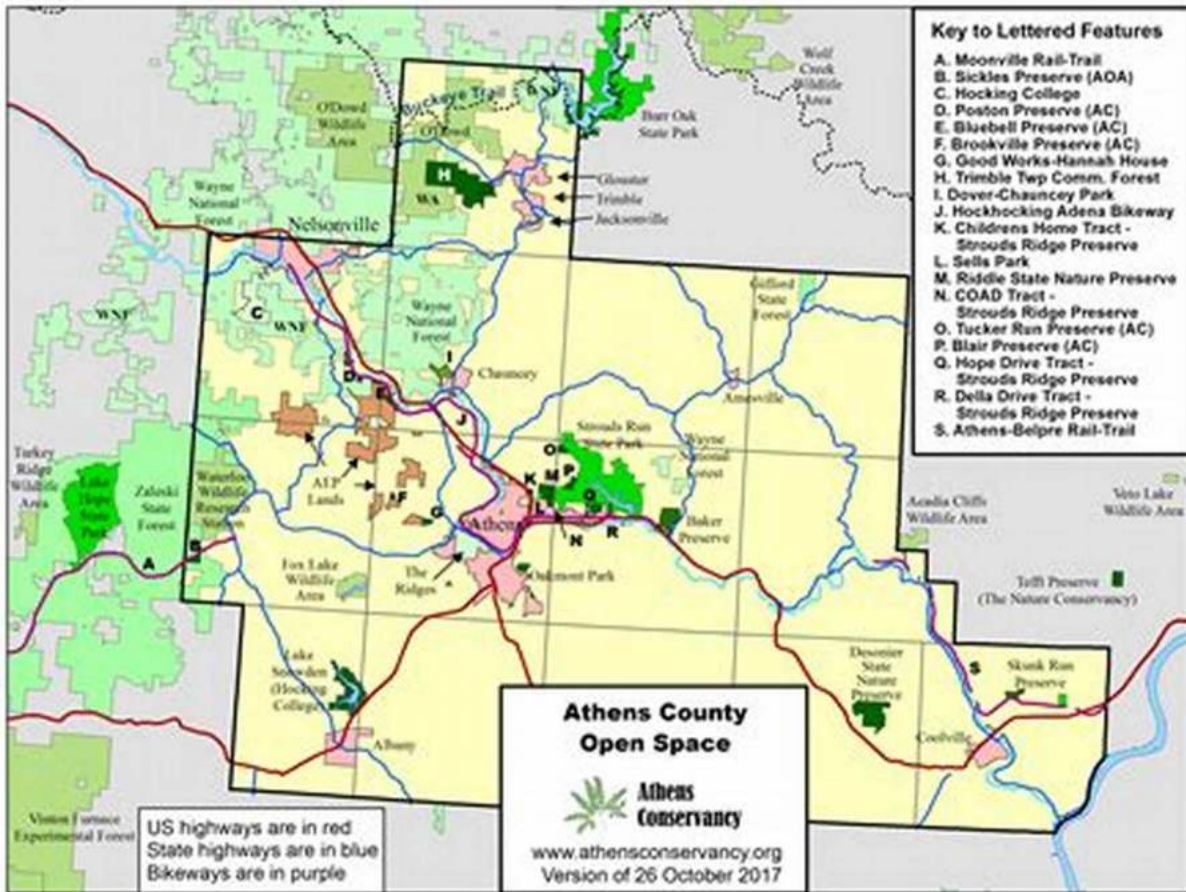 Key to Lettered Features
A. Moonville Rail-Trail
B. Sickles Preserve (AOA)
C. Hocking College
D. Poston Preserve (AC)
E. Bluebell Preserve (AC)
F. Brookville Preserve (AC)
G. Good Works-Hannah House
H. Trimble Twp Comm. Forest
I. Dover-Chauncey Park
J. Hockhocking Adena Bikeway
K. Childrens Home Tract -
Strouds Ridge Preserve
L. Sells Park
M. Riddle State Nature Preserve
N. COAD Tract -
Strouds Ridge Preserve
O. Tucker Run Preserve (AC)
P. Blair Preserve (AC)
Q. Hope Drive Tract -
Strouds Ridge Preserve
R. Della Drive Tract -
Strouds Ridge Preserve
S. Athens-Belpre Rail-Trail
Wolf
Creek
Wildlife
Area
Buckeye Trail
WNF
O'Dowd
Wildlife
Area
O'Dowd
Burr Oak
State Park
H
WA
Glouster
Trimble
Jacksonville
Wayne
National
Forest
Nelsonville
WNF
C
WNF
Wayne
National
Forest
Gifford
State
Forest
I
Chauncey
D
E
J
Amesville
Turkey
Ridge
Wildlife
Area
Lake
Hope
State
Park
Zaleski
State
Forest
Waterloo
Wildlife
Research
Station
AEP
Lands
F
G
Strouds Run
State Park
O
P
K
M
L
Q
N
R
Wayne
National
Forest
Baker
Preserve
Athens
Acadia Cliffs
Wildlife Area
Veto Lake
Wildlife Area
A
B
Fox Lake
Wildlife
Area
The
Ridges
Oakmont Park
Tefft Preserve
(The Nature Conservancy)
Lake
Snowden
(Hocking
College)
Albany
Desonier
State
Nature
Preserve
S
Skunk Run
Preserve
Coolville
Vinton Furnace
Experimental Forest
US highways are in red
State highways are in blue
Bikeways are in purple
Athens County
Open Space
Athens
Conservancy
www.athensconservancy.org
Version of 26 October 2017